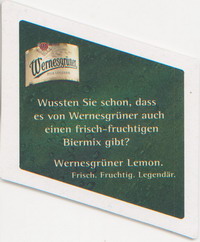 Wernesgrüner
Wussten Sie schon, dass
es von Wernesgrüner auch
einen frisch-fruchtigen
Biermix gibt?
Wernesgrüner Lemon.
Frisch. Fruchtig. Legendär.